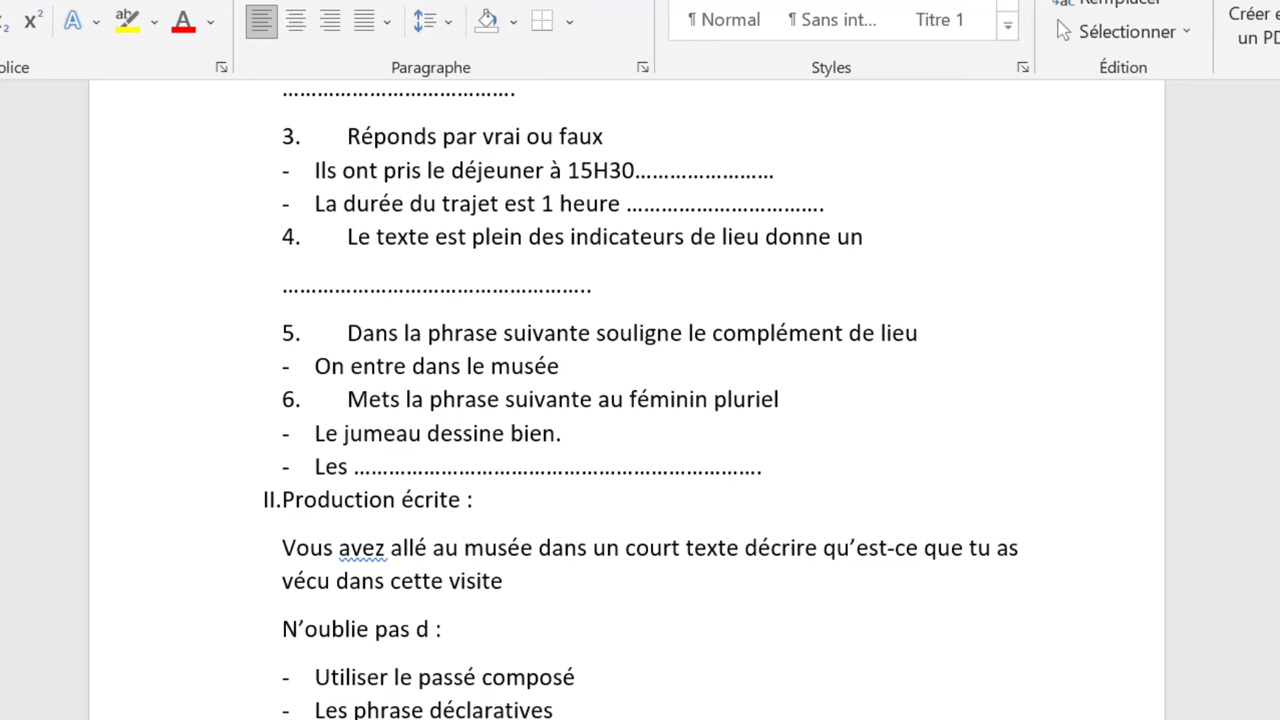 olice
Paragraphe
¶ Normal
¶ Sans int...
Titre 1
Styles
Sélectionner
Édition
Créer e
un PD
……………………………….
3. Réponds par vrai ou faux
- Ils ont pris le déjeuner à 15H30……………………
- La durée du trajet est 1 heure …………………………….
4. Le texte est plein des indicateurs de lieu donne un
……………………………………………..
5. Dans la phrase suivante souligne le complément de lieu
- On entre dans le musée
6. Mets la phrase suivante au féminin pluriel
- Le jumeau dessine bien.
- Les …………………………………………………………….
II.Production écrite :
Vous avez allé au musée dans un court texte décrire qu’est-ce que tu as
vécu dans cette visite
N’oublie pas d :
- Utiliser le passé composé
- Les phrase déclaratives